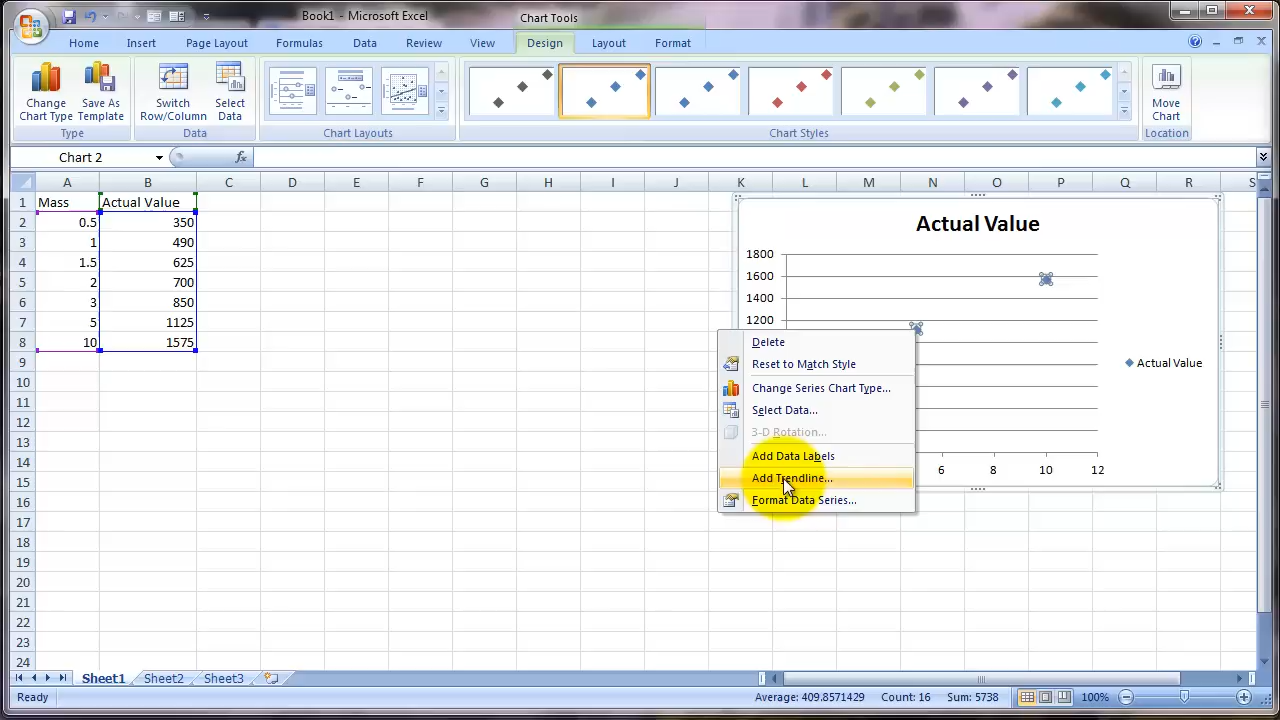 Book1 - Microsoft Excel
Chart Tools
Home Insert Page Layout Formulas Data Review View Design Layout Format
Change Chart Type
Save As Template
Switch Row/Column
Select Data
Move Chart
Type Data Chart Layouts Chart Styles Location
Chart 2 fx
A B C D E F G H I J K L M N O P Q R S
1 Mass Actual Value
2 0.5 350
3 1 490
4 1.5 625
5 2 700
6 3 850
7 5 1125
8 10 1575
9
10
11
12
13
14
15
16
17
18
19
20
21
22
23
24
Actual Value
1800
1600
1400
1200
6 8 10 12
Actual Value
Delete
Reset to Match Style
Change Series Chart Type...
Select Data...
3-D Rotation...
Add Data Labels
Add Trendline...
Format Data Series...
Sheet1 Sheet2 Sheet3
Ready Average: 409.8571429 Count: 16 Sum: 5738 100%